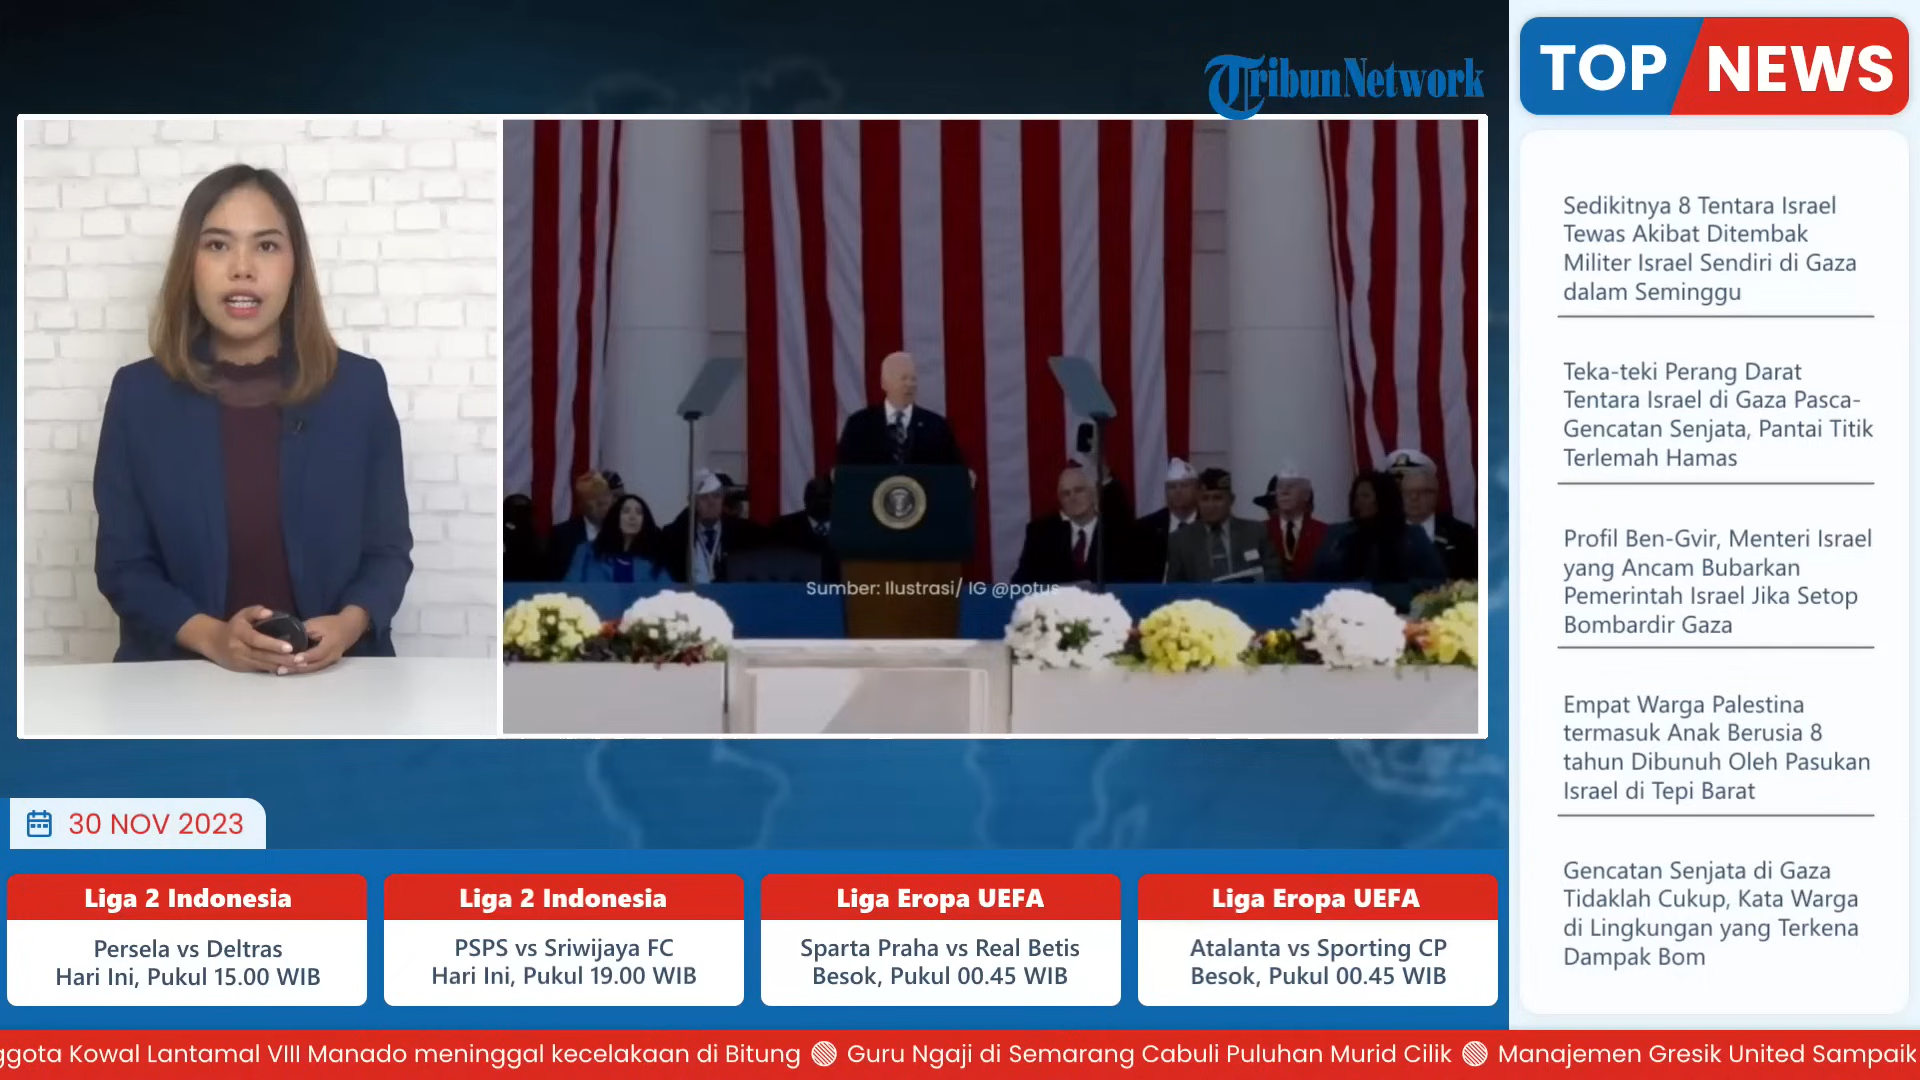 TribunNetwork
TOP NEWS
Sedikitnya 8 Tentara Israel
Tewas Akibat Ditembak
Militer Israel Sendiri di Gaza
dalam Seminggu
Teka-teki Perang Darat
Tentara Israel di Gaza Pasca-
Gencatan Senjata, Pantai Titik
Terlemah Hamas
Profil Ben-Gvir, Menteri Israel
yang Ancam Bubarkan
Pemerintah Israel Jika Setop
Bombardir Gaza
Empat Warga Palestina
termasuk Anak Berusia 8
tahun Dibunuh Oleh Pasukan
Israel di Tepi Barat
Gencatan Senjata di Gaza
Tidaklah Cukup, Kata Warga
di Lingkungan yang Terkena
Dampak Bom
Sumber: Ilustrasi/ IG @potus
30 NOV 2023
Liga 2 Indonesia
Persela vs Deltras
Hari Ini, Pukul 15.00 WIB
Liga 2 Indonesia
PSPS vs Sriwijaya FC
Hari Ini, Pukul 19.00 WIB
Liga Eropa UEFA
Sparta Praha vs Real Betis
Besok, Pukul 00.45 WIB
Liga Eropa UEFA
Atalanta vs Sporting CP
Besok, Pukul 00.45 WIB
ggota Kowal Lantamal VIII Manado meninggal kecelakaan di Bitung Guru Ngaji di Semarang Cabuli Puluhan Murid Cilik Manajemen Gresik United Sampaik